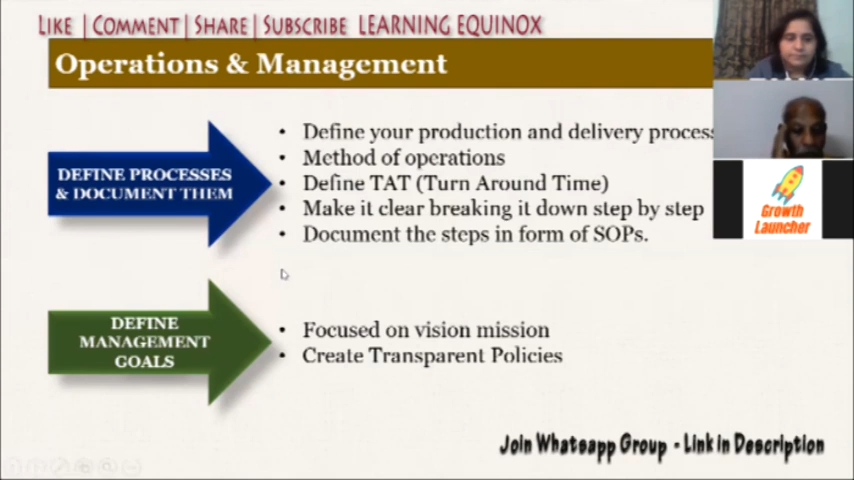 LIKE | COMMENT | SHARE | SUBSCRIBE LEARNING EQUINOX
Operations & Management
DEFINE PROCESSES
& DOCUMENT THEM
• Define your production and delivery process
• Method of operations
• Define TAT (Turn Around Time)
• Make it clear breaking it down step by step
• Document the steps in form of SOPs.
Growth
Launcher
DEFINE
MANAGEMENT
GOALS
• Focused on vision mission
• Create Transparent Policies
Join Whatsapp Group - Link in Description